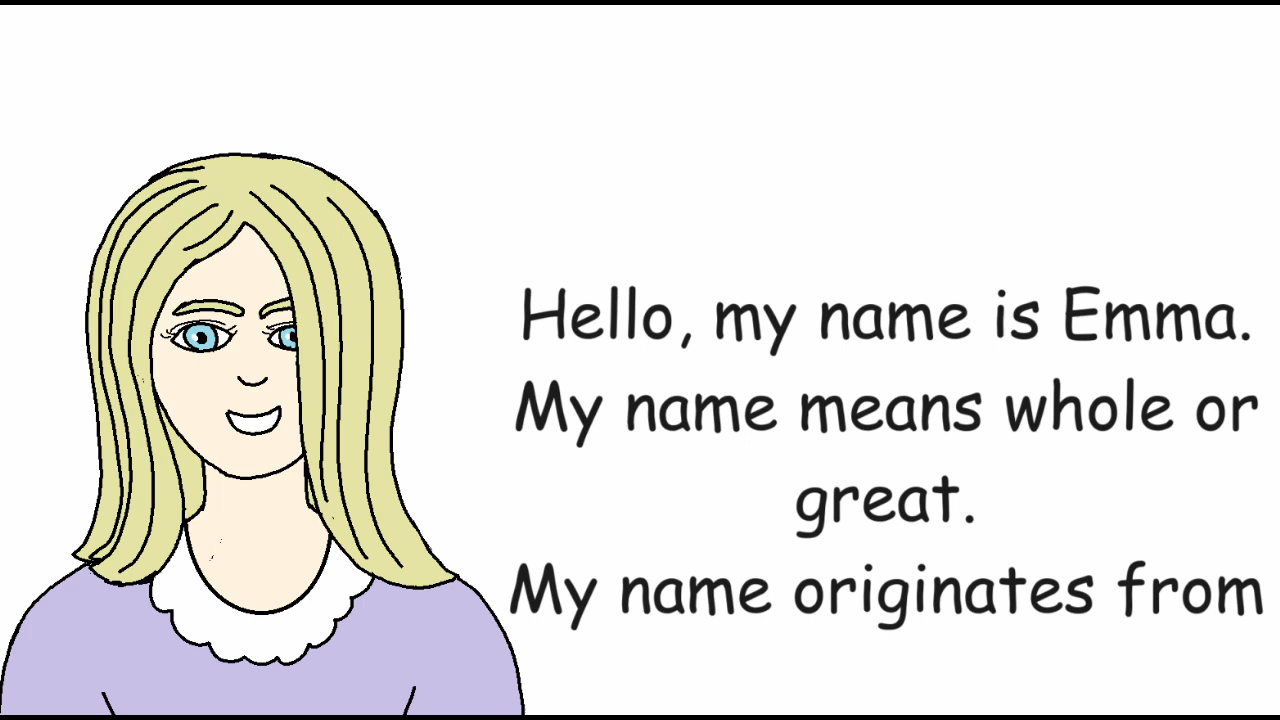 Hello, my name is Emma.
My name means whole or
great.
My name originates from